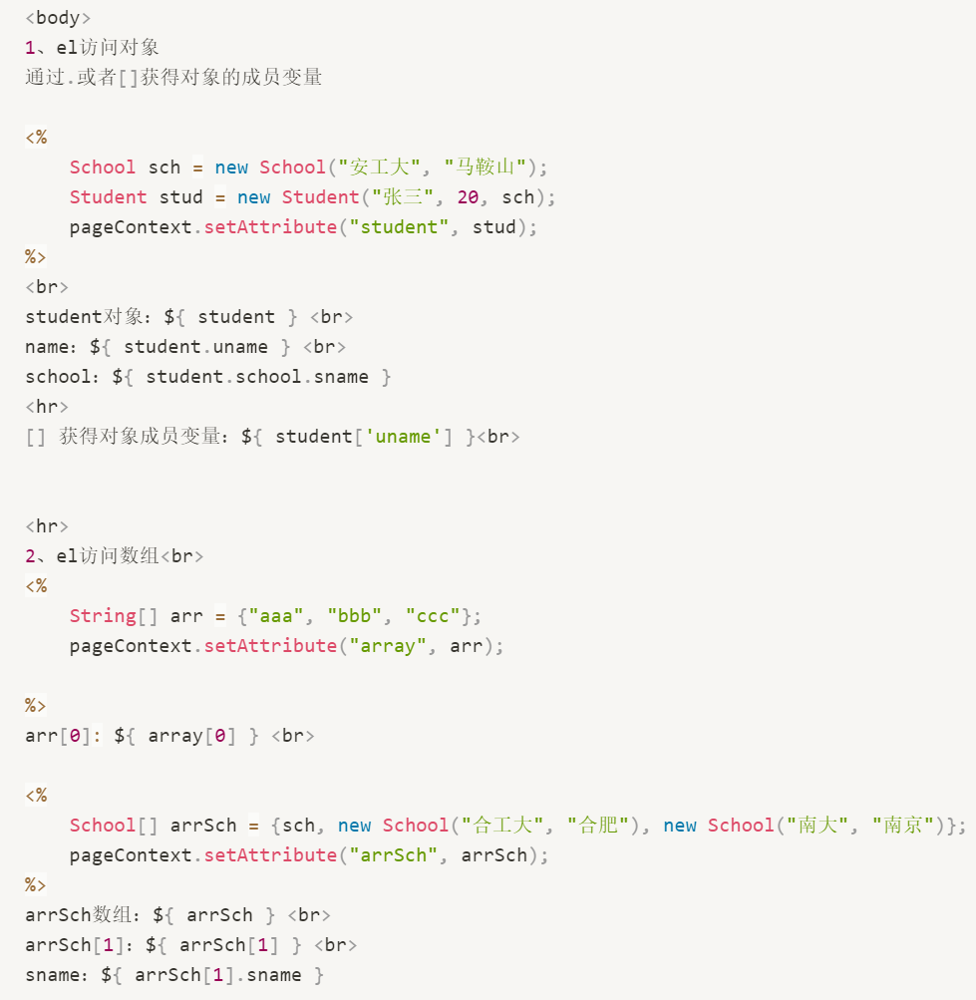 <body>
1、el访问对象
通过.或者[]获得对象的成员变量
<%
    School sch = new School("安工大", "马鞍山");
    Student stud = new Student("张三", 20, sch);
    pageContext.setAttribute("student", stud);
%>
<br>
student对象：${ student } <br>
name：${ student.uname } <br>
school：${ student.school.sname }
<hr>
[] 获得对象成员变量：${ student['uname'] }<br>
<hr>
2、el访问数组<br>
<%
    String[] arr = {"aaa", "bbb", "ccc"};
    pageContext.setAttribute("array", arr);
%>
arr[0]: ${ array[0] } <br>
<%
    School[] arrSch = {sch, new School("合工大", "合肥"), new School("南大", "南京")};
    pageContext.setAttribute("arrSch", arrSch);
%>
arrSch数组：${ arrSch } <br>
arrSch[1]：${ arrSch[1] } <br>
sname：${ arrSch[1].sname }